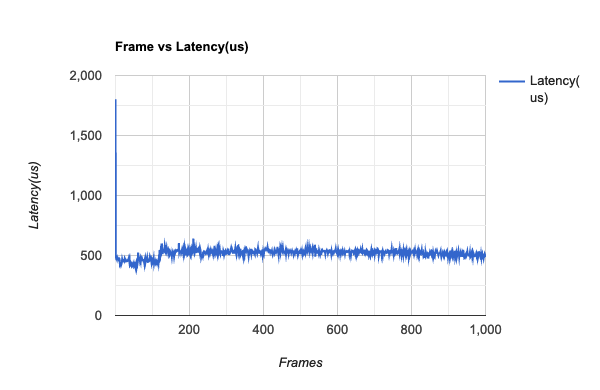 Frame vs Latency(us)
2,000
Latency(
us)
1,500
1,000
500
0
Latency(us)
200 400 600 800 1,000
Frames